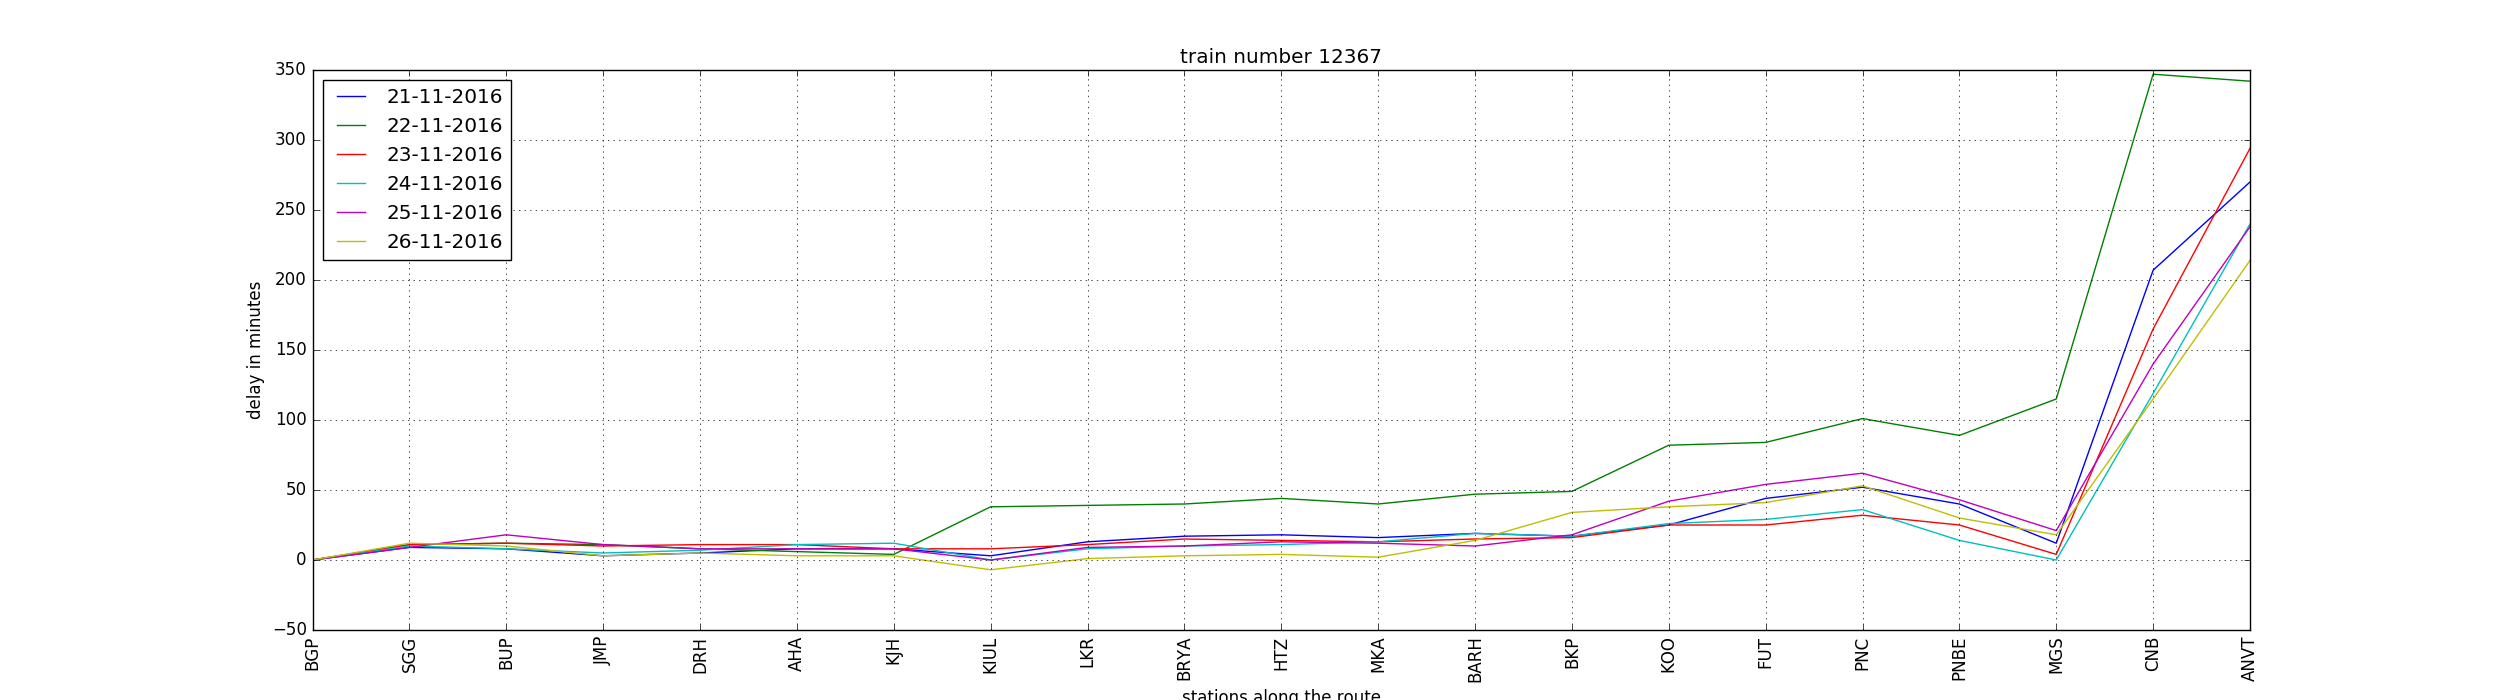 train number 12367
350
300
250
200
150
100
50
0
−50
delay in minutes
21-11-2016
22-11-2016
23-11-2016
24-11-2016
25-11-2016
26-11-2016
BGP
SGG
BUP
JMP
DRH
AHA
KJH
KIUL
LKR
BRYA
HTZ
MKA
BARH
BKP
KOO
FUT
PNC
PNBE
MGS
CNB
ANVT
stations along the route